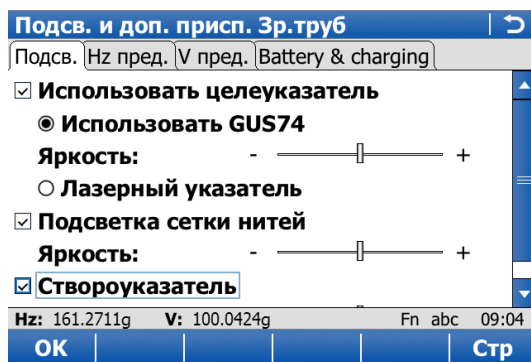 Подсв. и доп. присп. Зр.труб
Подсв. Hz пред. V пред. Battery & charging
Использовать целеуказатель
Использовать GUS74
Яркость: - +
Лазерный указатель
Подсветка сетки нитей
Яркость: - +
Створоуказатель
Hz: 161.2711g V: 100.0424g Fn abc 09:04
OK Стр